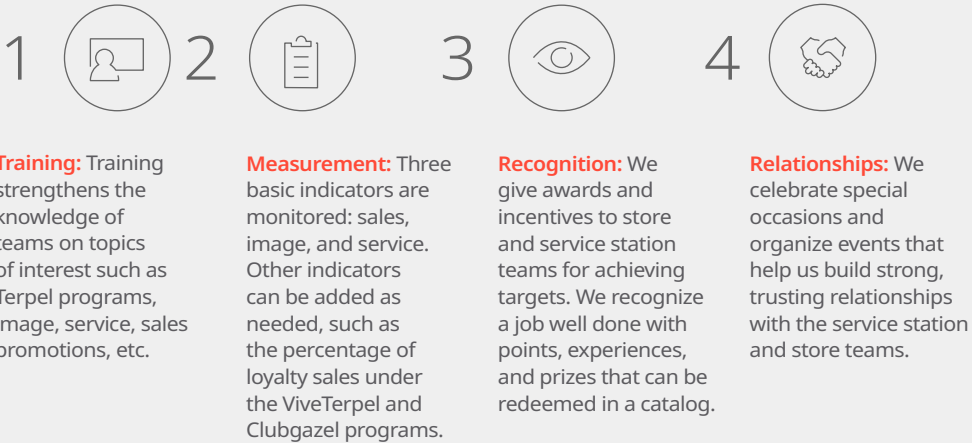 1
2
3
4
Training: Training
strengthens the
knowledge of
teams on topics
of interest such as
Terpel programs,
image, service, sales
promotions, etc.
Measurement: Three
basic indicators are
monitored: sales,
image, and service.
Other indicators
can be added as
needed, such as
the percentage of
loyalty sales under
the ViveTerpel and
Clubgazel programs.
Recognition: We
give awards and
incentives to store
and service station
teams for achieving
targets. We recognize
a job well done with
points, experiences,
and prizes that can be
redeemed in a catalog.
Relationships: We
celebrate special
occasions and
organize events that
help us build strong,
trusting relationships
with the service station
and store teams.